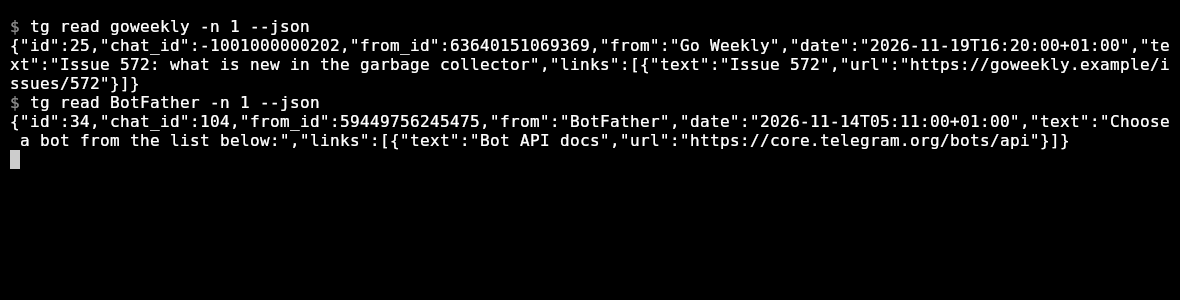 $ tg read goweekly -n 1 --json
{"id":25,"chat_id":-1001000000202,"from_id":63640151069369,"from":"Go Weekly","date":"2026-11-19T16:20:00+01:00","te
xt":"Issue 572: what is new in the garbage collector","links":[{"text":"Issue 572","url":"https://goweekly.example/i
ssues/572"}]}
$ tg read BotFather -n 1 --json
{"id":34,"chat_id":104,"from_id":59449756245475,"from":"BotFather","date":"2026-11-14T05:11:00+01:00","text":"Choose
 a bot from the list below:","links":[{"text":"Bot API docs","url":"https://core.telegram.org/bots/api"}]}